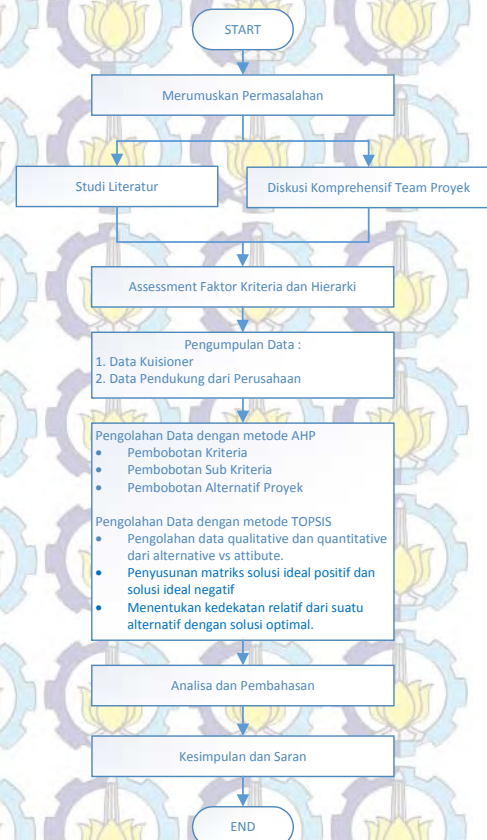 START
Merumuskan Permasalahan
Studi Literatur
Diskusi Komprehensif Team Proyek
Assessment Faktor Kriteria dan Hierarki
Pengumpulan Data :
1. Data Kuisioner
2. Data Pendukung dari Perusahaan
Pengolahan Data dengan metode AHP
• Pembobotan Kriteria
• Pembobotan Sub Kriteria
• Pembobotan Alternatif Proyek
Pengolahan Data dengan metode TOPSIS
• Pengolahan data qualitative dan quantitative
dari alternative vs attibute.
• Penyusunan matriks solusi ideal positif dan
solusi ideal negatif
• Menentukan kedekatan relatif dari suatu
alternatif dengan solusi optimal.
Analisa dan Pembahasan
Kesimpulan dan Saran
END